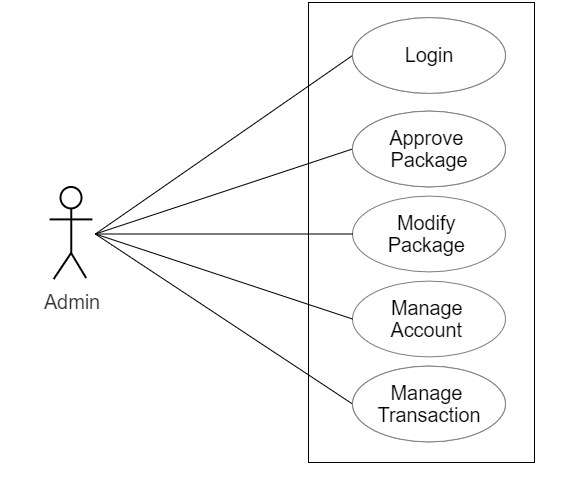 Login
Approve
Package
Modify
Package
Admin
Manage
Account
Manage
Transaction